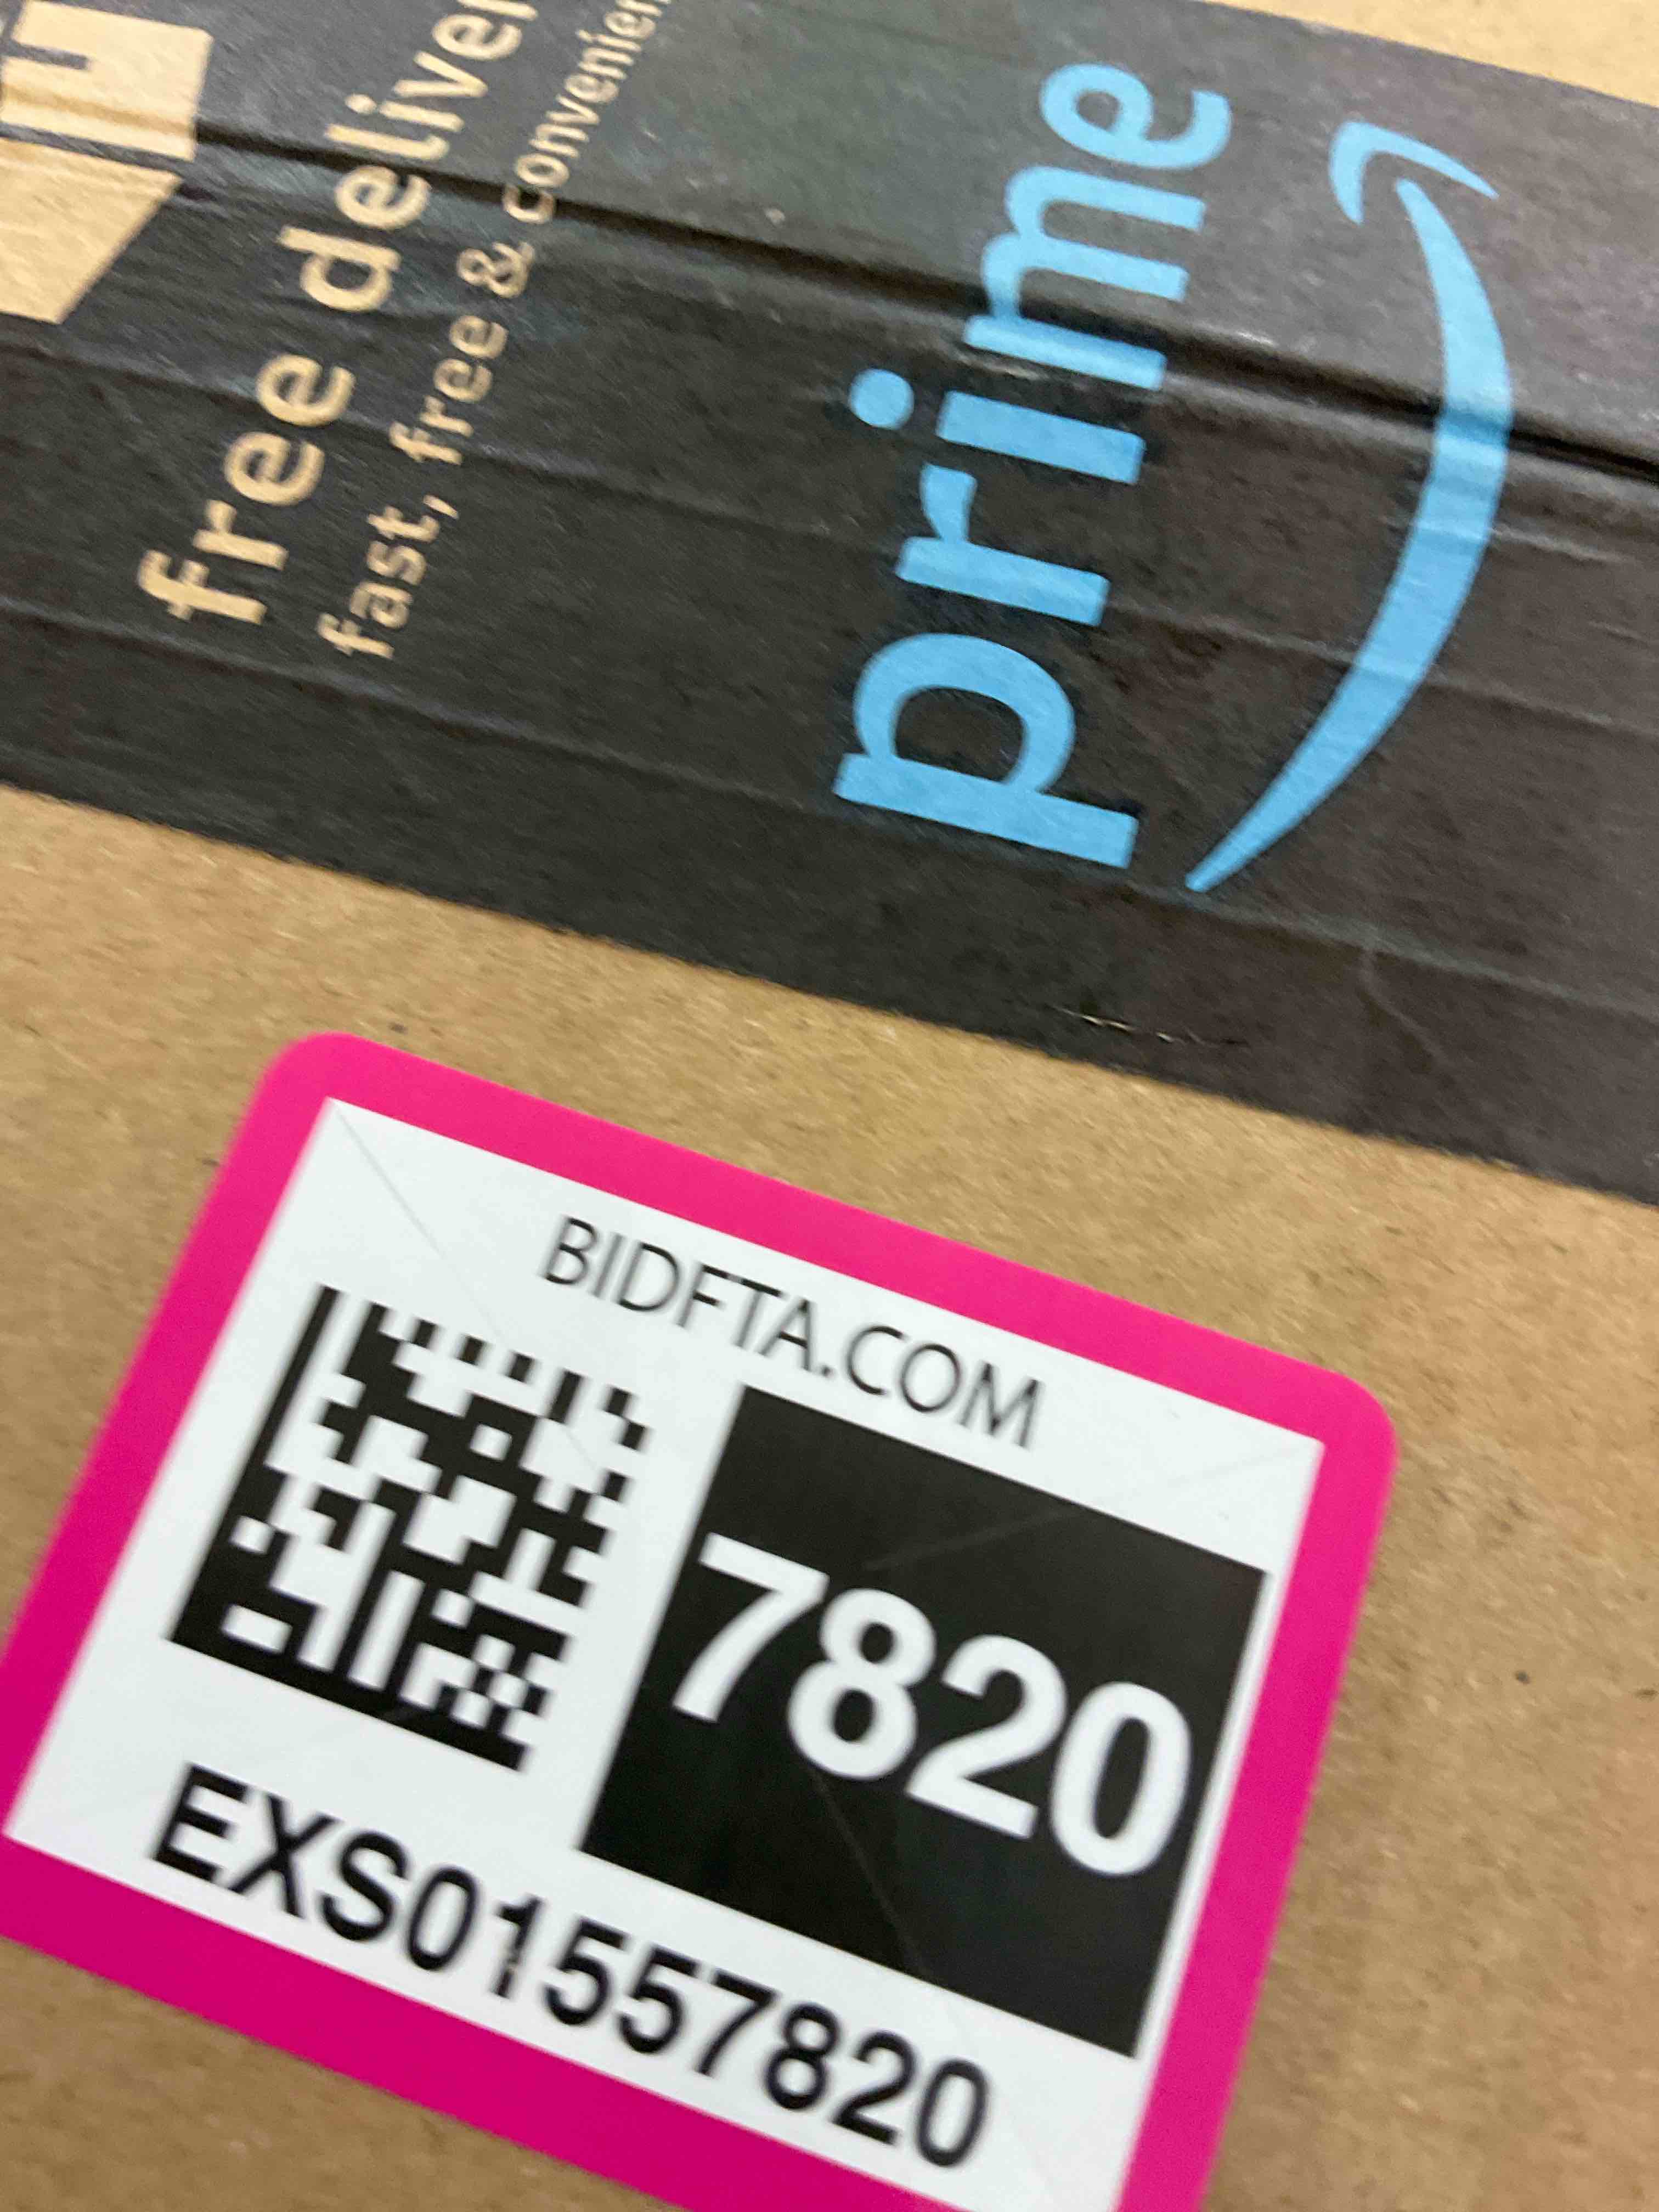 prime
free deliver
fast, free & convenien
BIDFTA.COM
7820
EXS01557820